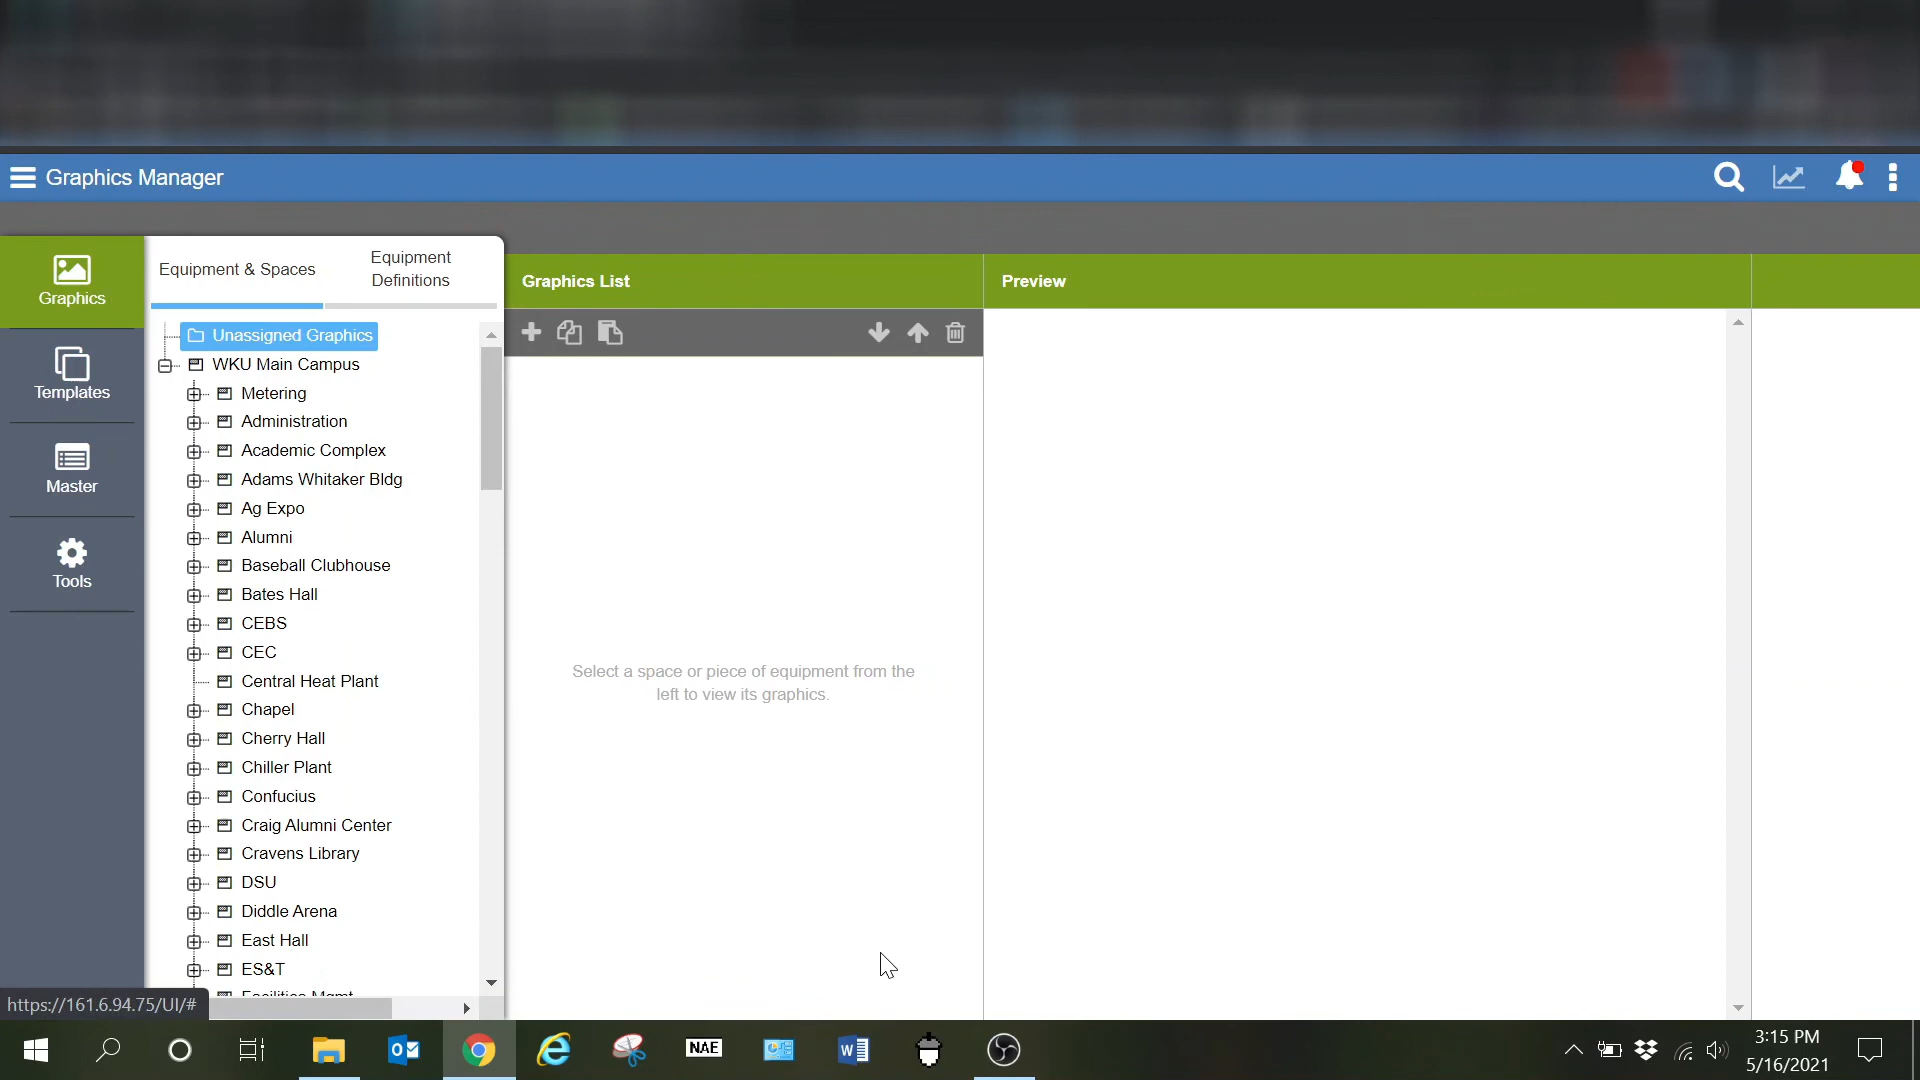 Graphics Manager
Graphics
Templates
Master
Tools
Equipment & Spaces
Equipment
Definitions
Unassigned Graphics
WKU Main Campus
Metering
Administration
Academic Complex
Adams Whitaker Bldg
Ag Expo
Alumni
Baseball Clubhouse
Bates Hall
CEBS
CEC
Central Heat Plant
Chapel
Cherry Hall
Chiller Plant
Confucius
Craig Alumni Center
Cravens Library
DSU
Diddle Arena
East Hall
ES&T
Facilities Mgmt
Graphics List
Select a space or piece of equipment from the
left to view its graphics.
Preview
https://161.6.94.75/UI/#
NAE
3:15 PM
5/16/2021